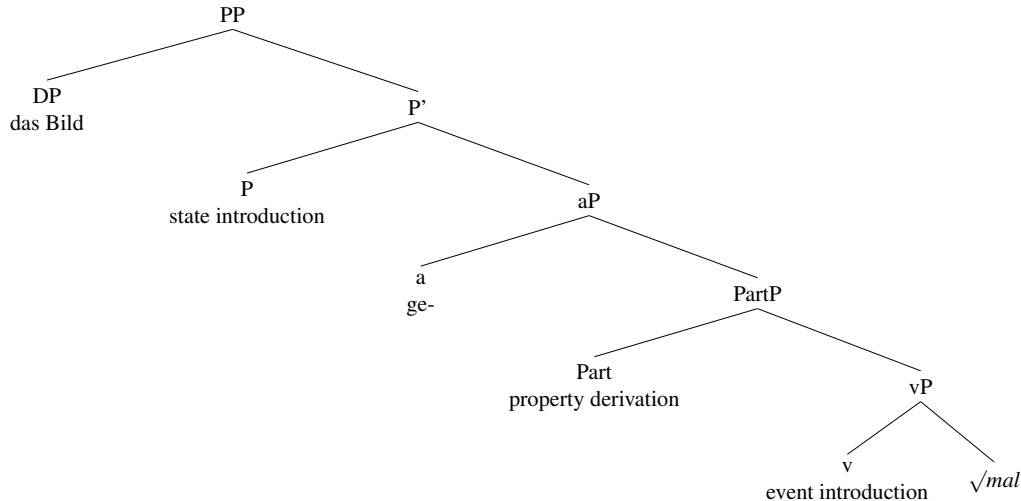 PP
DP
das Bild
P’
P
state introduction
aP
a
ge-
PartP
Part
property derivation
vP
v
event introduction
√mal